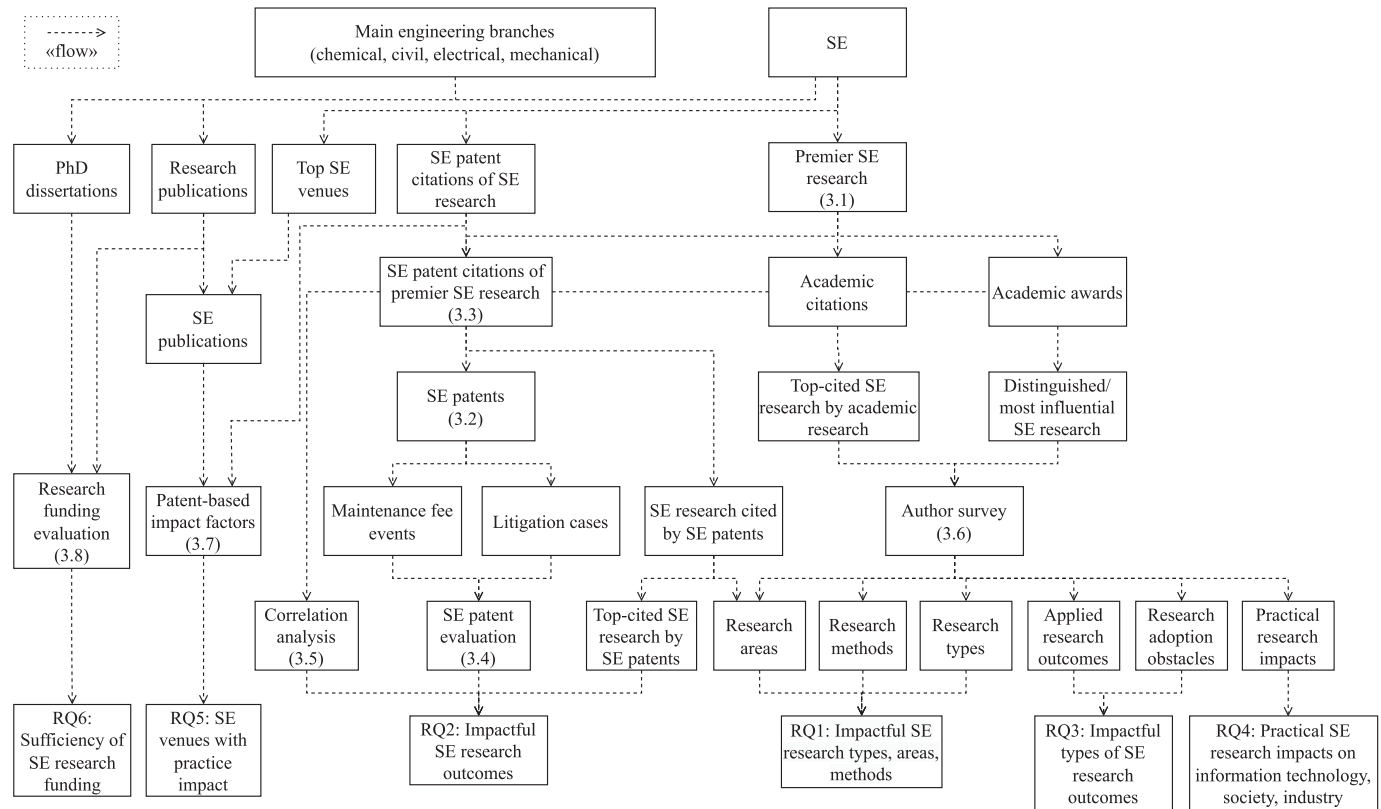 «flow»
Main engineering branches
(chemical, civil, electrical, mechanical)
SE
PhD
dissertations
Research
publications
Top SE
venues
SE patent
citations of SE
research
Premier SE
research
(3.1)
SE patent citations of
premier SE research
(3.3)
Academic
citations
Academic awards
SE
publications
SE patents
(3.2)
Top-cited SE
research by academic
research
Distinguished/
most influential
SE research
Research
funding
evaluation
(3.8)
Patent-based
impact factors
(3.7)
Maintenance fee
events
Litigation cases
SE research cited
by SE patents
Author survey
(3.6)
Correlation
analysis
(3.5)
SE patent
evaluation
(3.4)
Top-cited SE
research by
SE patents
Research
areas
Research
methods
Research
types
Applied
research
outcomes
Research
adoption
obstacles
Practical
research
impacts
RQ6:
Sufficiency of
SE research
funding
RQ5: SE
venues with
practice
impact
RQ2: Impactful
SE research
outcomes
RQ1: Impactful SE
research types, areas,
methods
RQ3: Impactful
types of SE
research
outcomes
RQ4: Practical SE
research impacts on
information technology,
society, industry